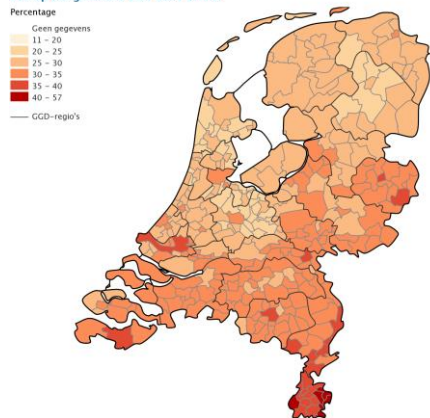 Percentage
Geen gegevens
11 - 20
20 - 25
25 - 30
30 - 35
35 - 40
40 - 57
GGD-regio's